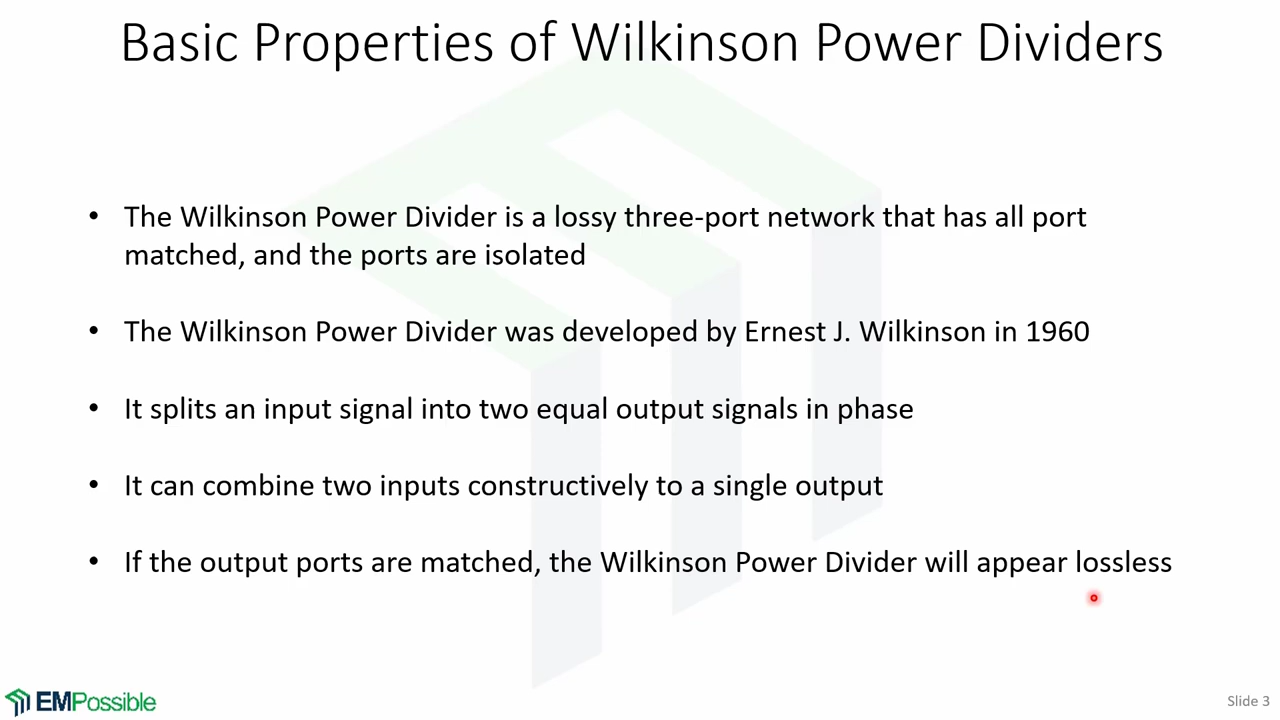 Basic Properties of Wilkinson Power Dividers
• The Wilkinson Power Divider is a lossy three-port network that has all port
matched, and the ports are isolated
• The Wilkinson Power Divider was developed by Ernest J. Wilkinson in 1960
• It splits an input signal into two equal output signals in phase
• It can combine two inputs constructively to a single output
• If the output ports are matched, the Wilkinson Power Divider will appear lossless
EMPossible
Slide 3